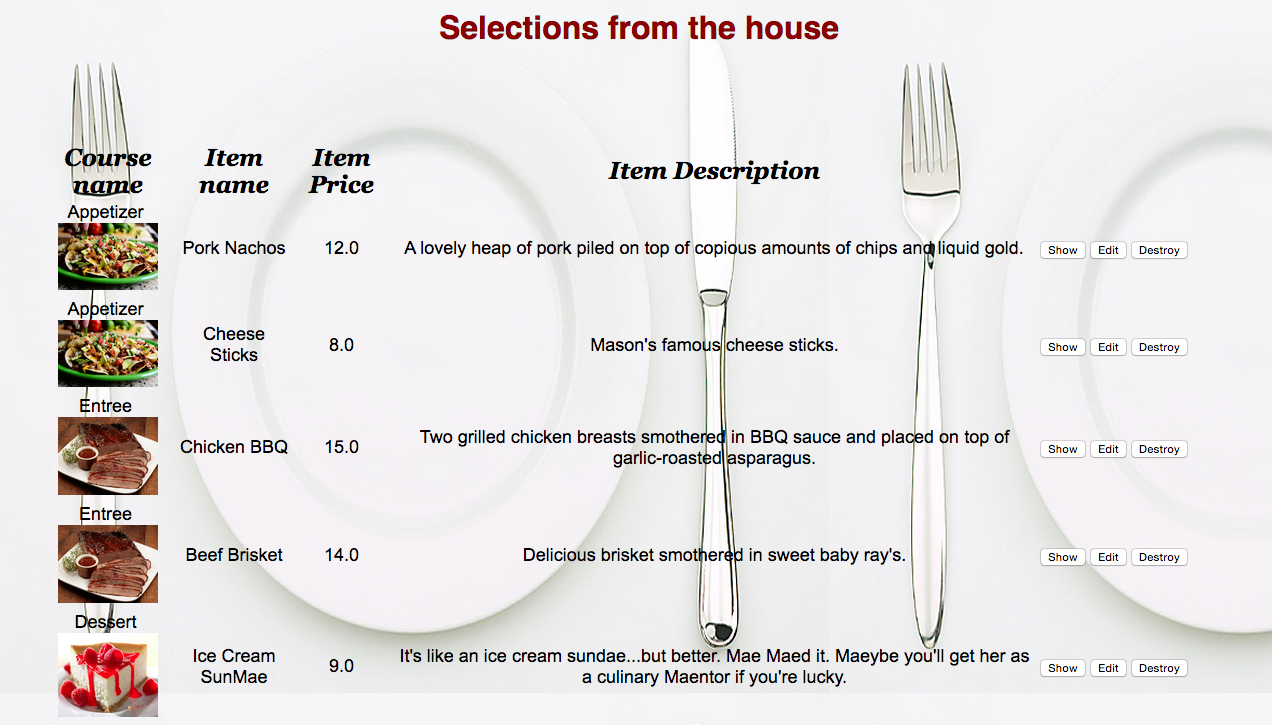 Selections from the house
Course name
Item name
Item Price
Item Description
Appetizer
Pork Nachos
12.0
A lovely heap of pork piled on top of copious amounts of chips and liquid gold.
Show Edit Destroy
Appetizer
Cheese
Sticks
8.0
Mason's famous cheese sticks.
Show Edit Destroy
Entree
Chicken BBQ
15.0
Two grilled chicken breasts smothered in BBQ sauce and placed on top of
garlic-roasted asparagus.
Show Edit Destroy
Entree
Beef Brisket
14.0
Delicious brisket smothered in sweet baby ray's.
Show Edit Destroy
Dessert
Ice Cream
SunMae
9.0
It's like an ice cream sundae...but better. Mae Maed it. Maeybe you'll get her as
a culinary Maentor if you're lucky.
Show Edit Destroy